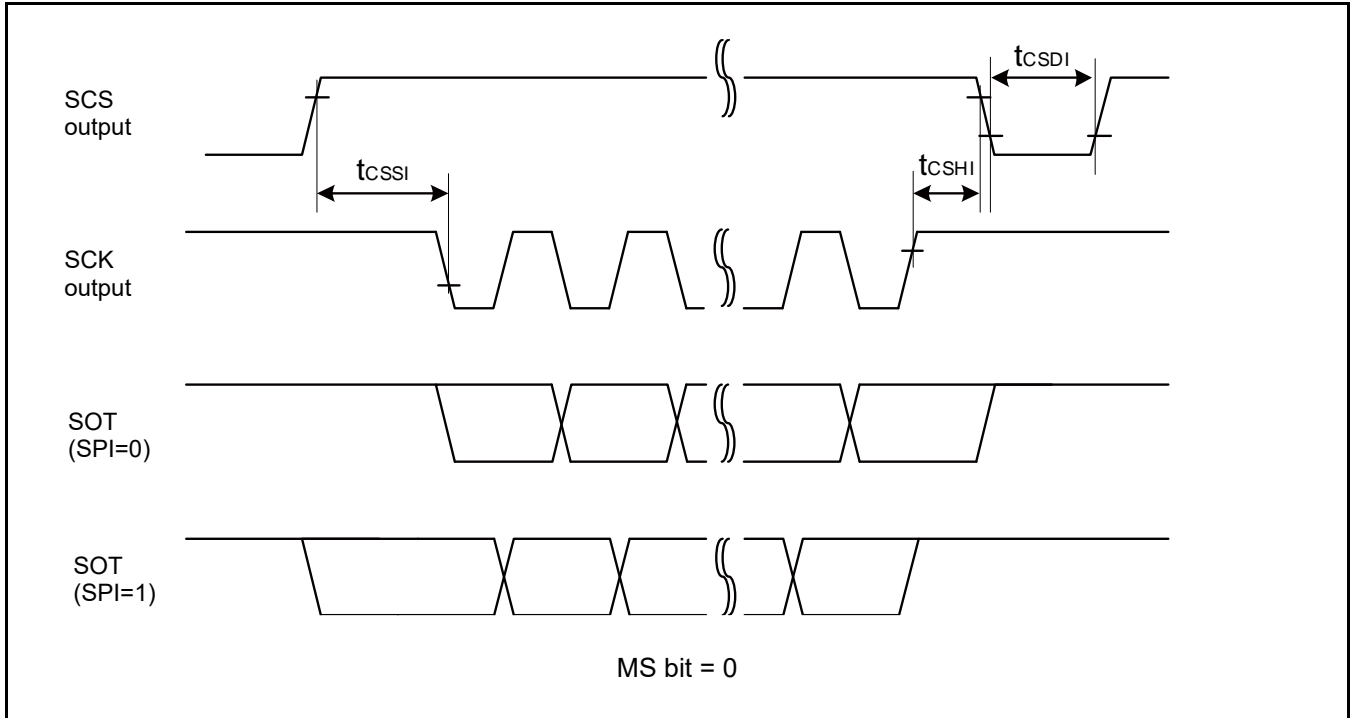 SCS
output
tCSDI
tCSSI
tCSHI
SCK
output
SOT
(SPI=0)
SOT
(SPI=1)
MS bit = 0